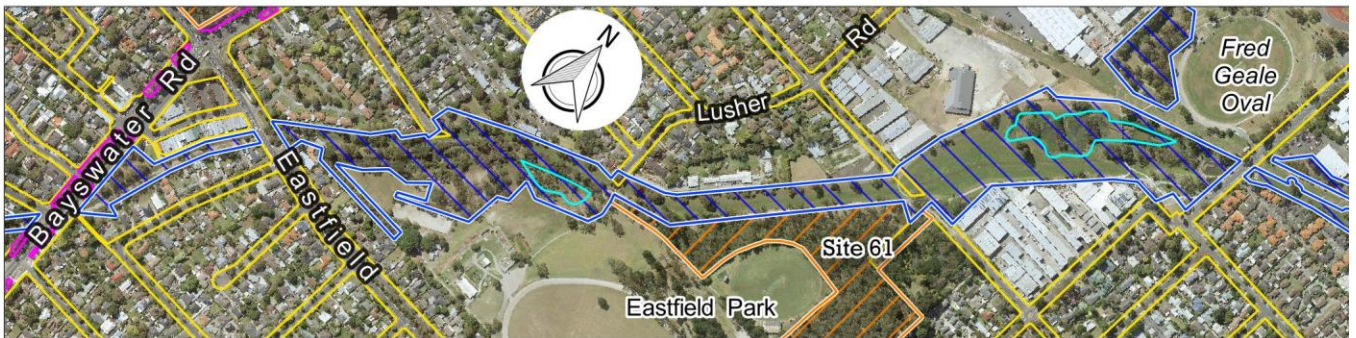 Bayswater Rd
Eastfield
N
Lusher
Rd
Fred
Geale
Oval
Site 61
Eastfield Park